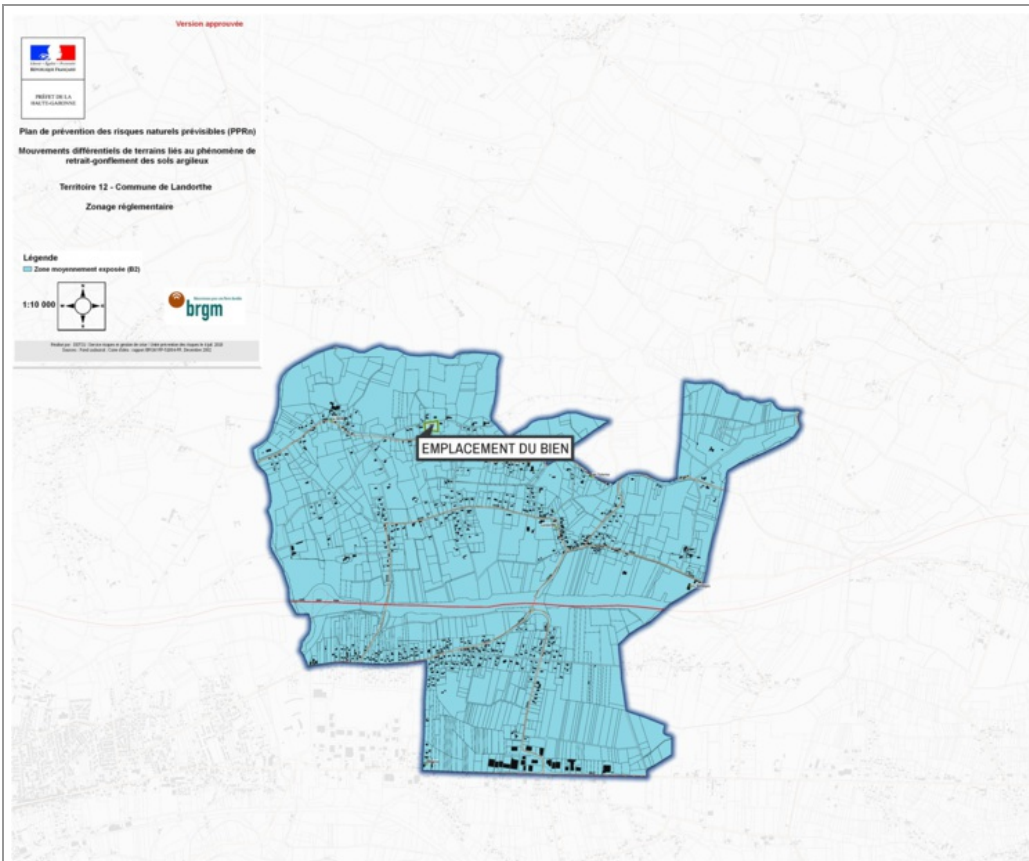 Version approuvée
RÉPUBLIQUE FRANÇAISE
PRÉFET DE LA
HAUTE-GARONNE
Plan de prévention des risques naturels prévisibles (PPRn)
Mouvements différentiels de terrains liés au phénomène de
retrait-gonflement des sols argileux
Territoire 12 - Commune de Landorthe
Zonage réglementaire
Légende
Zone moyennement exposée (B2)
1:10 000
brgm
EMPLACEMENT DU BIEN